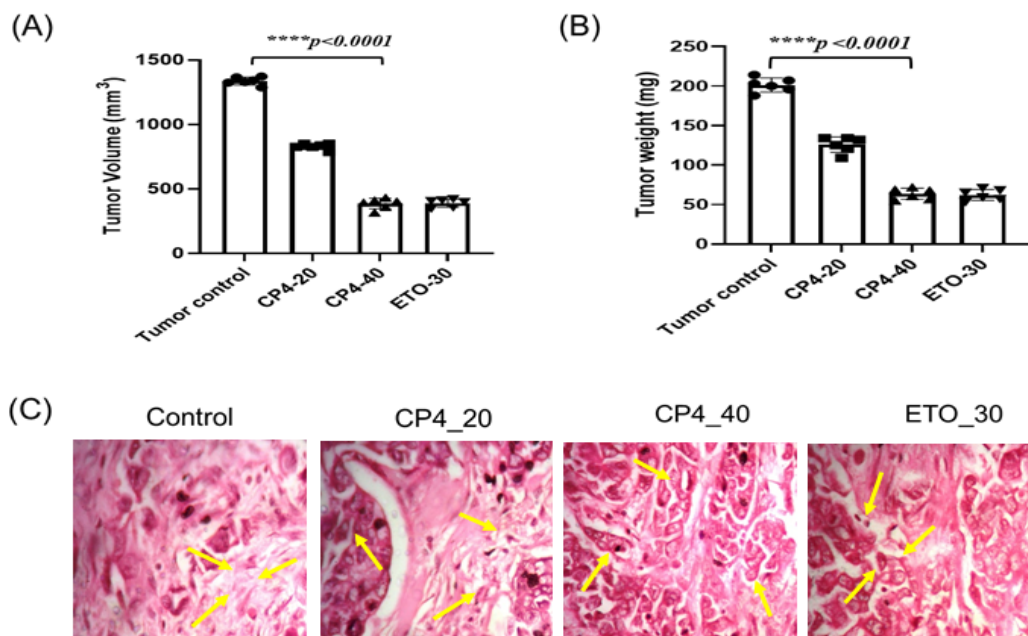 (A)
****p<0.0001
Tumor Volume (mm³)
1500
1000
500
0
Tumor control
CP4-20
CP4-40
ETO-30
(B)
****p<0.0001
Tumor weight (mg)
250
200
150
100
50
0
Tumor control
CP4-20
CP4-40
ETO-30
(C)
Control
CP4_20
CP4_40
ETO_30